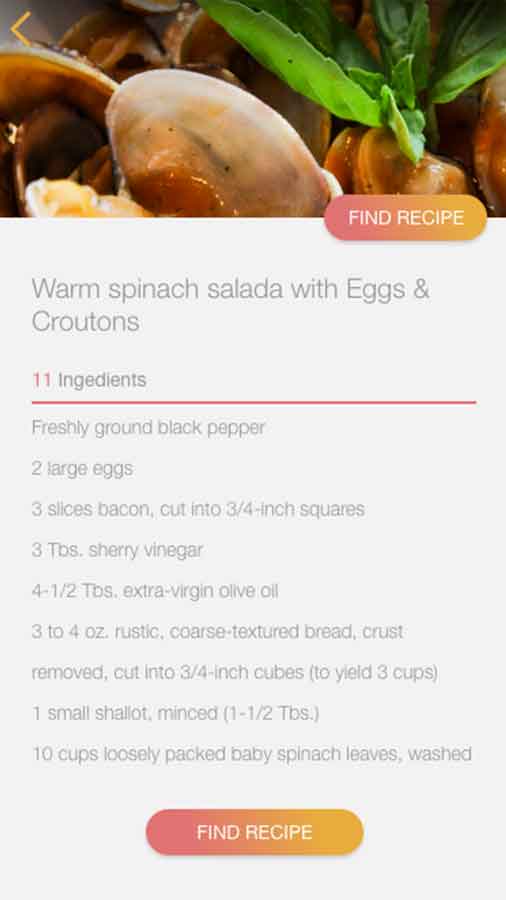 FIND RECIPE
Warm spinach salada with Eggs &
Croutons
11 Ingedients
Freshly ground black pepper
2 large eggs
3 slices bacon, cut into 3/4-inch squares
3 Tbs. sherry vinegar
4-1/2 Tbs. extra-virgin olive oil
3 to 4 oz. rustic, coarse-textured bread, crust
removed, cut into 3/4-inch cubes (to yield 3 cups)
1 small shallot, minced (1-1/2 Tbs.)
10 cups loosely packed baby spinach leaves, washed
FIND RECIPE